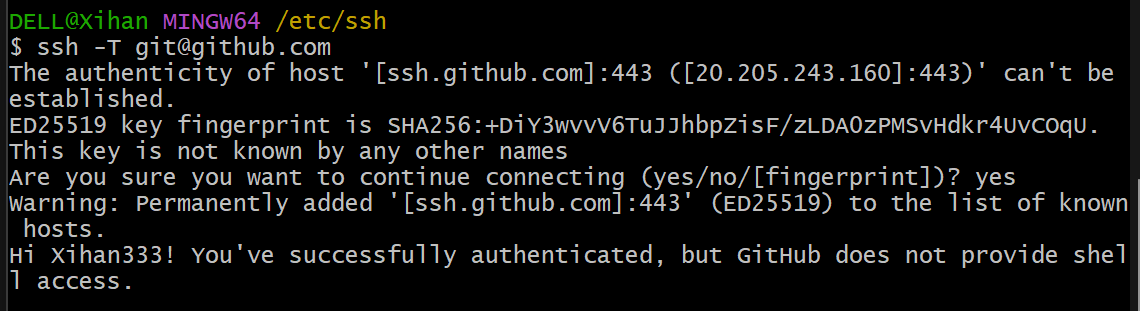 DELL@Xihan MINGW64 /etc/ssh
$ ssh -T git@github.com
The authenticity of host '[ssh.github.com]:443 ([20.205.243.160]:443)' can't be
established.
ED25519 key fingerprint is SHA256:+DiY3wvvV6TuJJhbpZisF/zLDA0zPMSvHdkr4UvCOqU.
This key is not known by any other names
Are you sure you want to continue connecting (yes/no/[fingerprint])? yes
Warning: Permanently added '[ssh.github.com]:443' (ED25519) to the list of known
 hosts.
Hi Xihan333! You've successfully authenticated, but GitHub does not provide shel
l access.